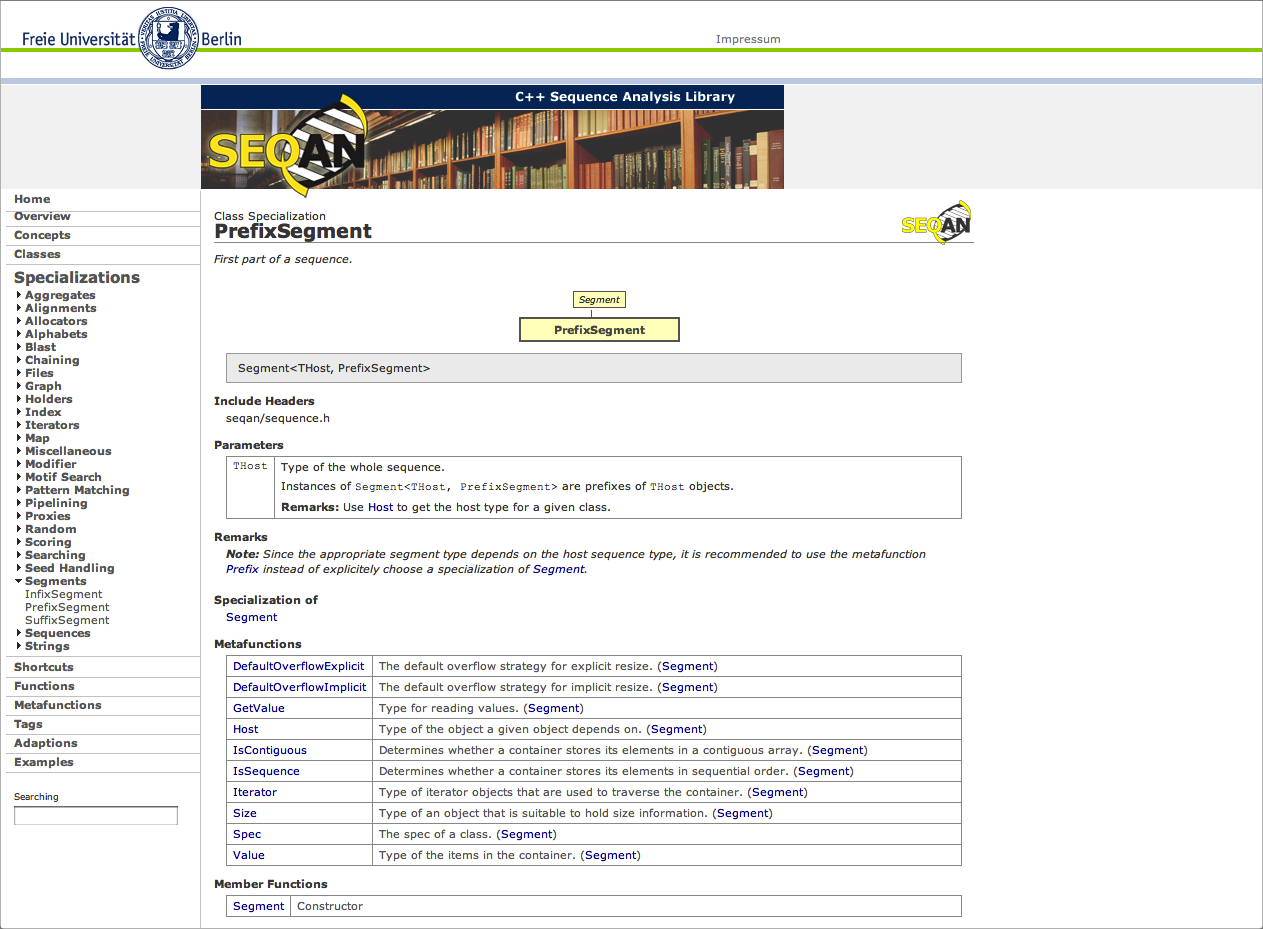 Freie Universität Berlin
Impressum
C++ Sequence Analysis Library
SEQAN
Home
Overview
Concepts
Classes
Specializations
Aggregates
Alignments
Allocators
Alphabets
Blast
Chaining
Files
Graph
Holders
Index
Iterators
Map
Miscellaneous
Modifier
Motif Search
Pattern Matching
Pipelining
Proxies
Random
Scoring
Searching
Seed Handling
Segments
InfixSegment
PrefixSegment
SuffixSegment
Sequences
Strings
Shortcuts
Functions
Metafunctions
Tags
Adaptions
Examples
Searching
Class Specialization
PrefixSegment
SEQAN
First part of a sequence.
Segment
PrefixSegment
Segment<THost, PrefixSegment>
Include Headers
seqan/sequence.h
Parameters
THost Type of the whole sequence.
Instances of Segment<THost, PrefixSegment> are prefixes of THost objects.
Remarks: Use Host to get the host type for a given class.
Remarks
Note: Since the appropriate segment type depends on the host sequence type, it is recommended to use the metafunction
Prefix instead of explicitely choose a specialization of Segment.
Specialization of
Segment
Metafunctions
DefaultOverflowExplicit The default overflow strategy for explicit resize. (Segment)
DefaultOverflowImplicit The default overflow strategy for implicit resize. (Segment)
GetValue Type for reading values. (Segment)
Host Type of the object a given object depends on. (Segment)
IsContiguous Determines whether a container stores its elements in a contiguous array. (Segment)
IsSequence Determines whether a container stores its elements in sequential order. (Segment)
Iterator Type of iterator objects that are used to traverse the container. (Segment)
Size Type of an object that is suitable to hold size information. (Segment)
Spec The spec of a class. (Segment)
Value Type of the items in the container. (Segment)
Member Functions
Segment Constructor